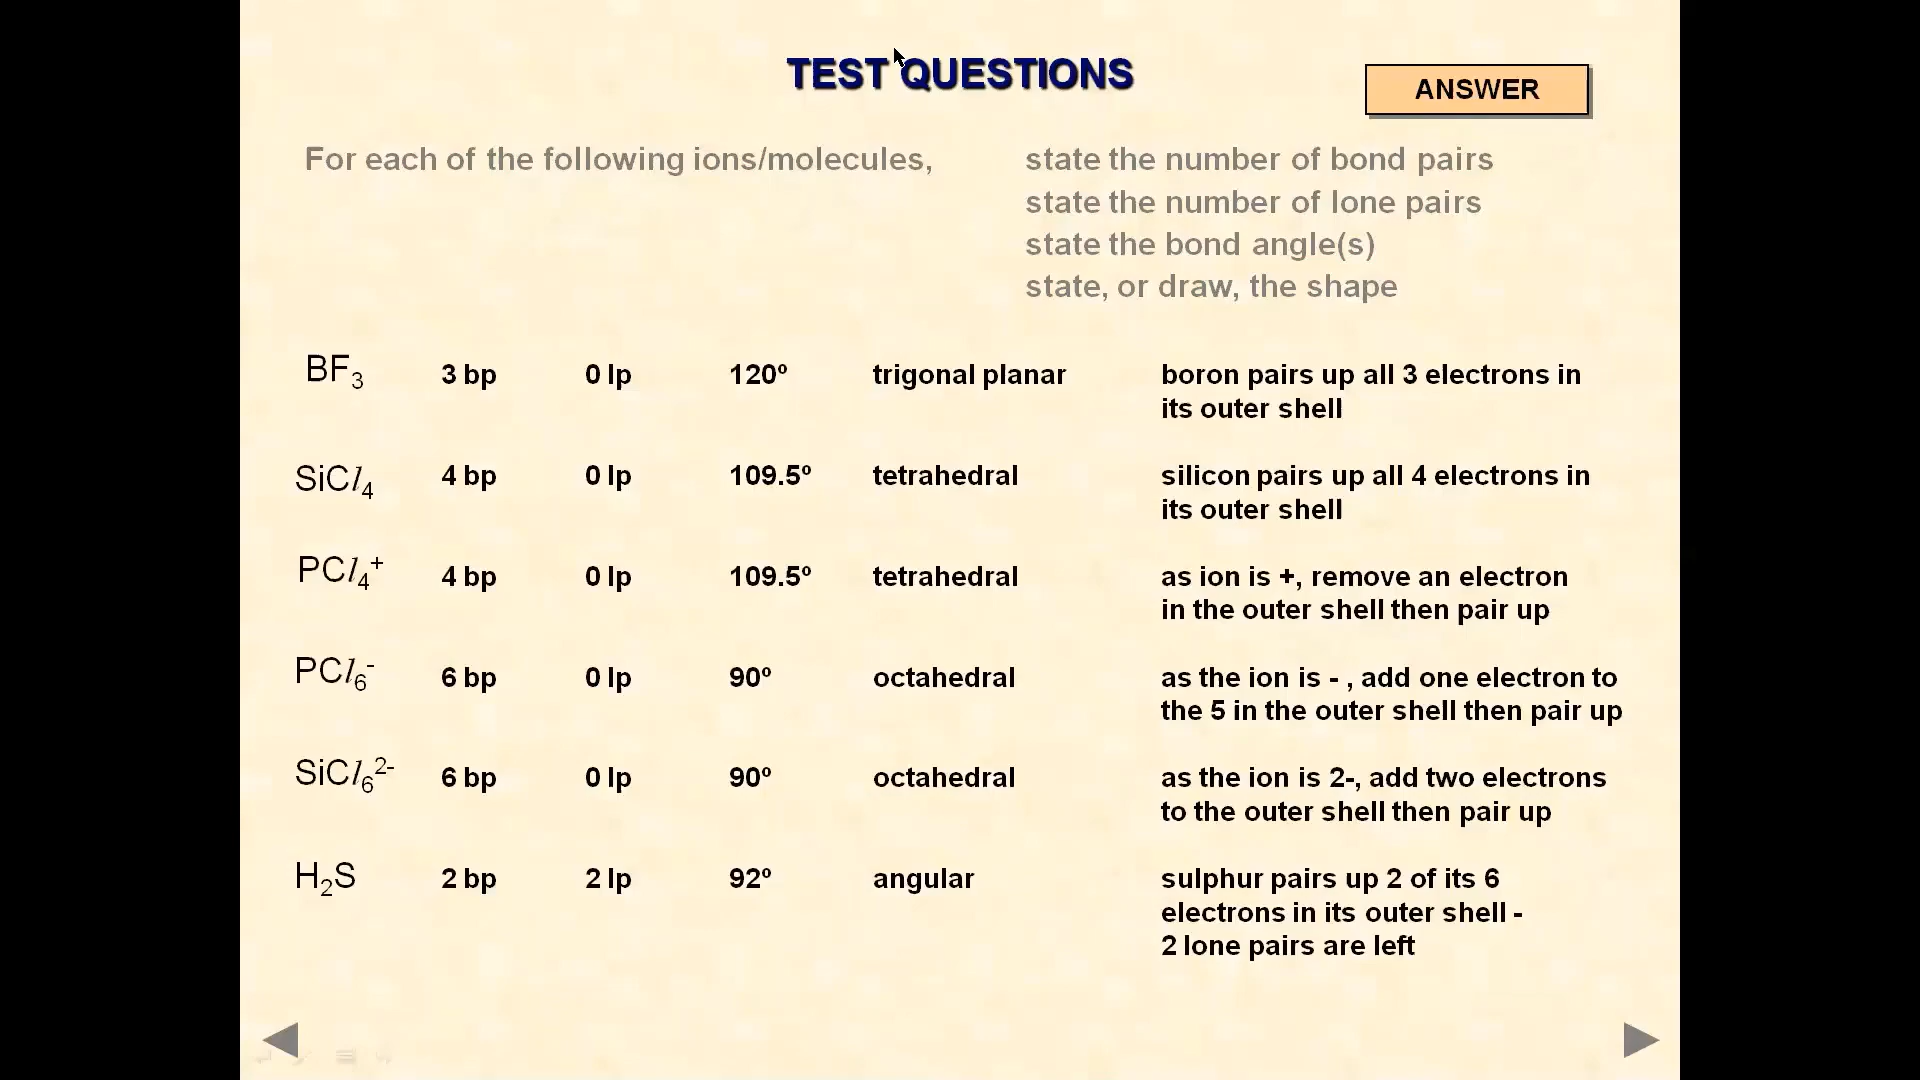 TEST QUESTIONS
ANSWER
For each of the following ions/molecules, state the number of bond pairs
state the number of lone pairs
state the bond angle(s)
state, or draw, the shape
BF3 3 bp 0 lp 120º trigonal planar boron pairs up all 3 electrons in
its outer shell
SiCl4 4 bp 0 lp 109.5º tetrahedral silicon pairs up all 4 electrons in
its outer shell
PCl4+ 4 bp 0 lp 109.5º tetrahedral as ion is +, remove an electron
in the outer shell then pair up
PCl6- 6 bp 0 lp 90º octahedral as the ion is - , add one electron to
the 5 in the outer shell then pair up
SiCl6 2- 6 bp 0 lp 90º octahedral as the ion is 2-, add two electrons
to the outer shell then pair up
H2S 2 bp 2 lp 92º angular sulphur pairs up 2 of its 6
electrons in its outer shell -
2 lone pairs are left